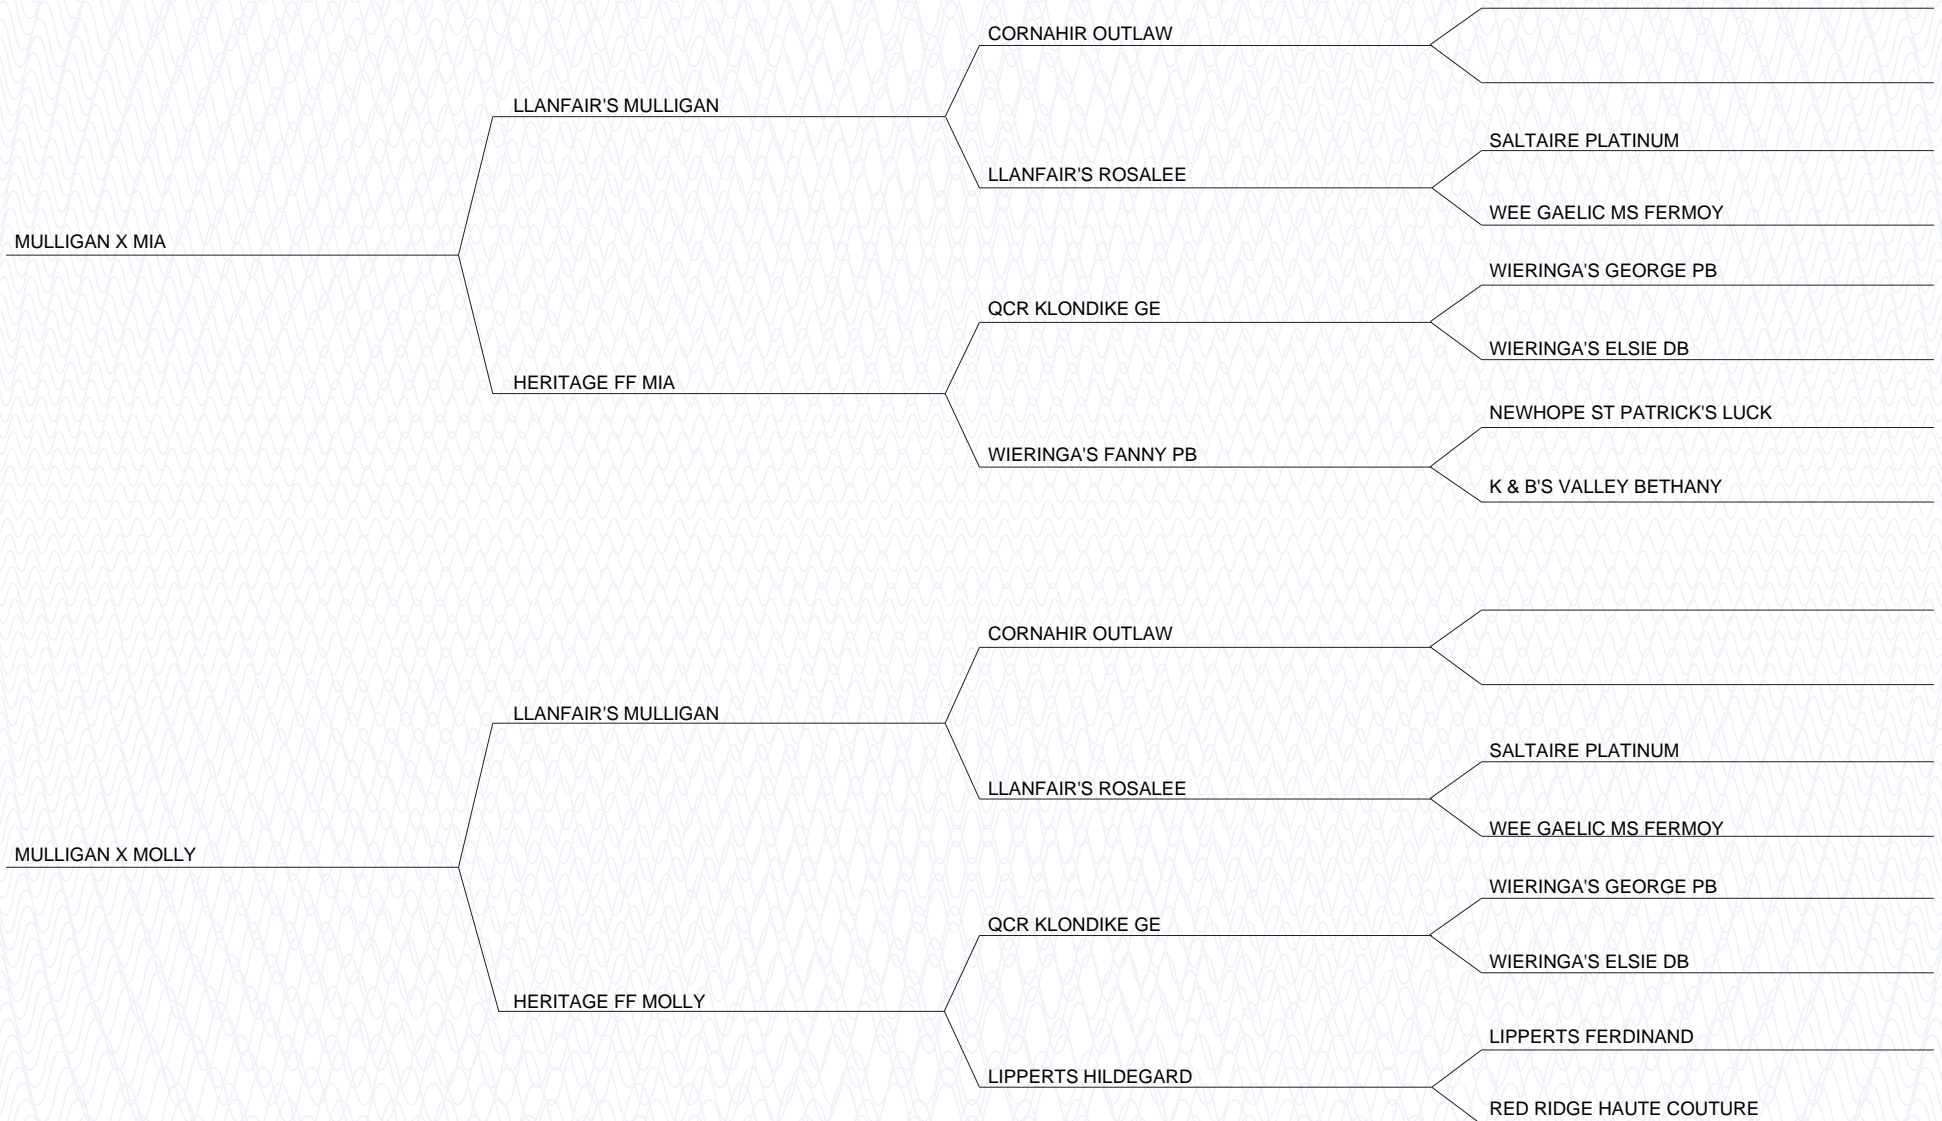 CORNAHIR OUTLAW
LLANFAIR'S MULLIGAN
SALTAIRE PLATINUM
LLANFAIR'S ROSALEE
WEE GAELIC MS FERMOY
MULLIGAN X MIA
WIERINGA'S GEORGE PB
QCR KLONDIKE GE
WIERINGA'S ELSIE DB
HERITAGE FF MIA
NEWHOPE ST PATRICK'S LUCK
WIERINGA'S FANNY PB
K & B'S VALLEY BETHANY
CORNAHIR OUTLAW
LLANFAIR'S MULLIGAN
SALTAIRE PLATINUM
LLANFAIR'S ROSALEE
WEE GAELIC MS FERMOY
MULLIGAN X MOLLY
WIERINGA'S GEORGE PB
QCR KLONDIKE GE
WIERINGA'S ELSIE DB
HERITAGE FF MOLLY
LIPPERTS FERDINAND
LIPPERTS HILDEGARD
RED RIDGE HAUTE COUTURE